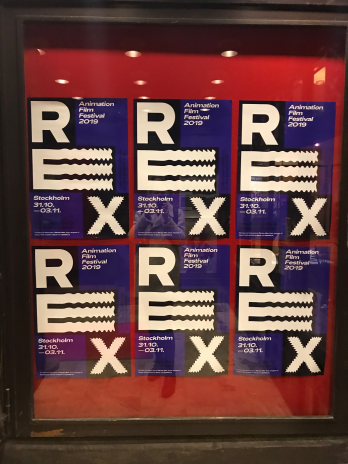 R
Animation
Film
Festival
2019
E
Stockholm
31.10.
—03.11.
X
R
Animation
Film
Festival
2019
E
Stockholm
31.10.
—03.11.
X
R
Animation
Film
Festival
2019
E
Stockholm
31.10.
—03.11.
X
R
Animation
Film
Festival
2019
E
Stockholm
31.10.
—03.11.
X
R
Animation
Film
Festival
2019
E
Stockholm
31.10.
—03.11.
X
R
Animation
Film
Festival
2019
E
Stockholm
31.10.
—03.11.
X